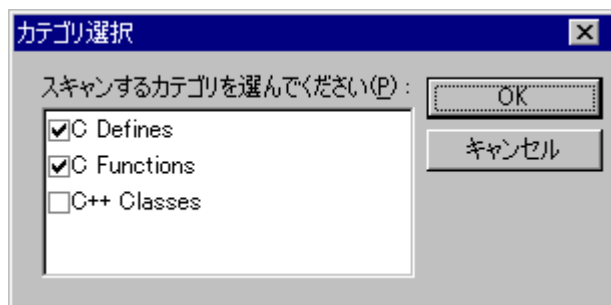 カテゴリ選択
スキャンするカテゴリを選んでください(P) :
C Defines
C Functions
C++ Classes
OK
キャンセル